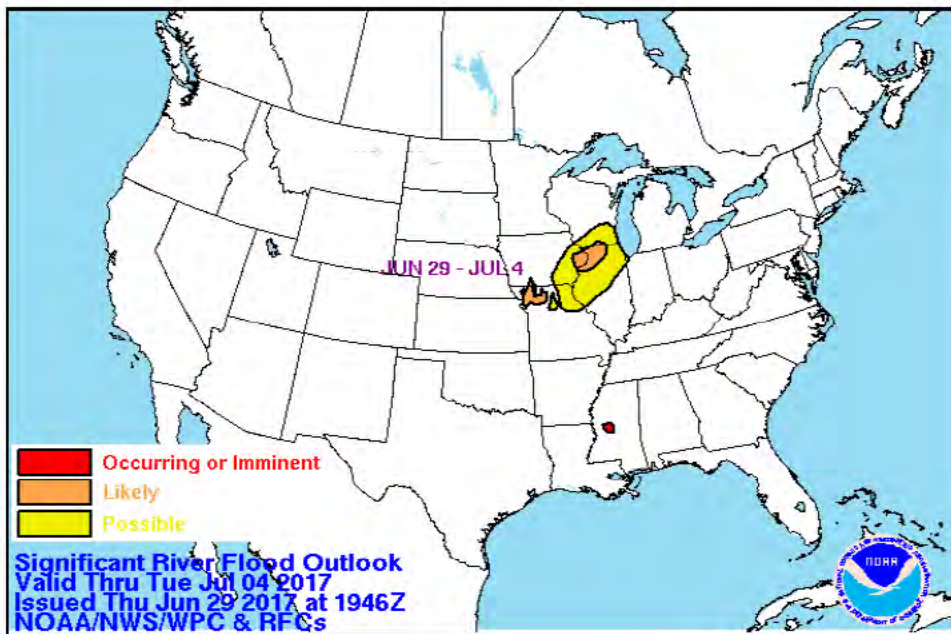 JUN 29 - JUL 4
Occurring or Imminent
Likely
Possible
Significant River Flood Outlook
Valid Thru Tue Jul 04 2017
Issued Thu Jun 29 2017 at 1946Z
NOAA/NWS/WPC & RFCs
NOAA